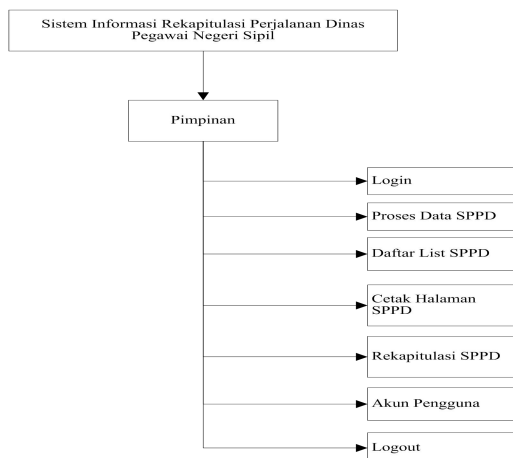 Sistem Informasi Rekapitulasi Perjalanan Dinas
Pegawai Negeri Sipil
Pimpinan
Login
Proses Data SPPD
Daftar List SPPD
Cetak Halaman
SPPD
Rekapitulasi SPPD
Akun Pengguna
Logout